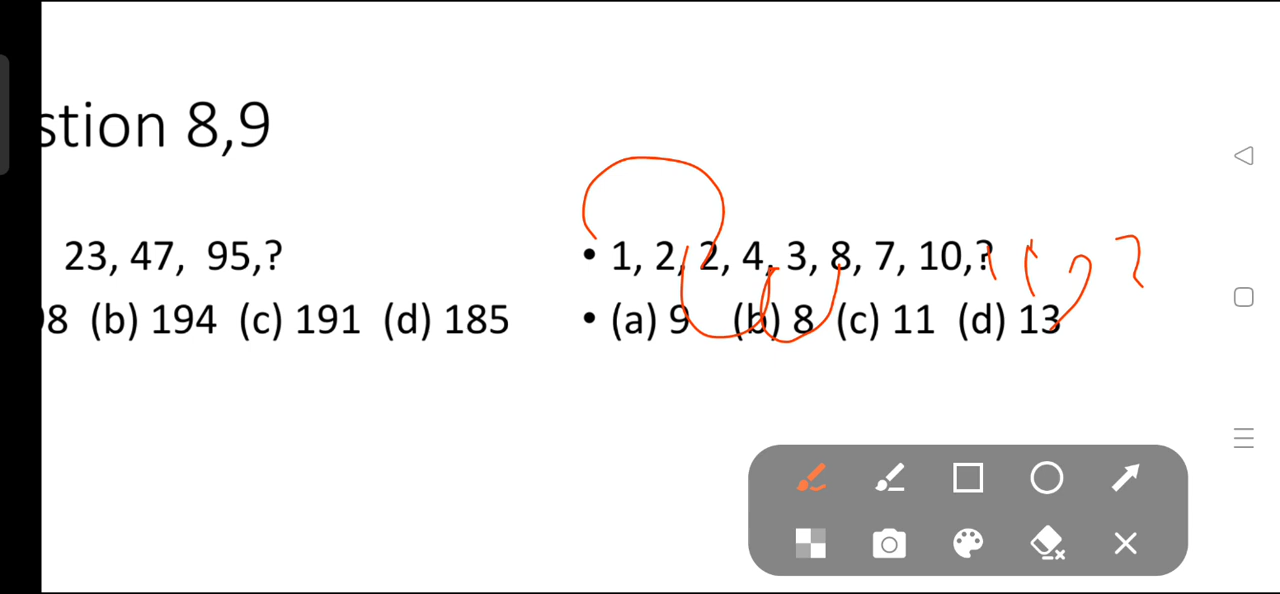 stion 8,9
23, 47, 95,?
8 (b) 194 (c) 191 (d) 185
• 1, 2, 2, 4, 3, 8, 7, 10,?
• (a) 9 (b) 8 (c) 11 (d) 13